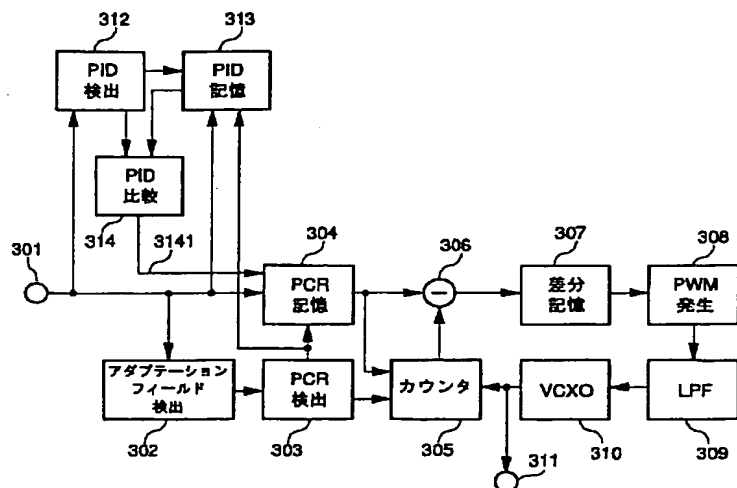 312
313
PID
検出
PID
記憶
PID
比較
314
3141
301
304
PCR
記憶
306
−
307
差分
記憶
308
PWM
発生
アダプテーション
フィールド
検出
302
PCR
検出
303
カウンタ
305
VCXO
310
LPF
309
311